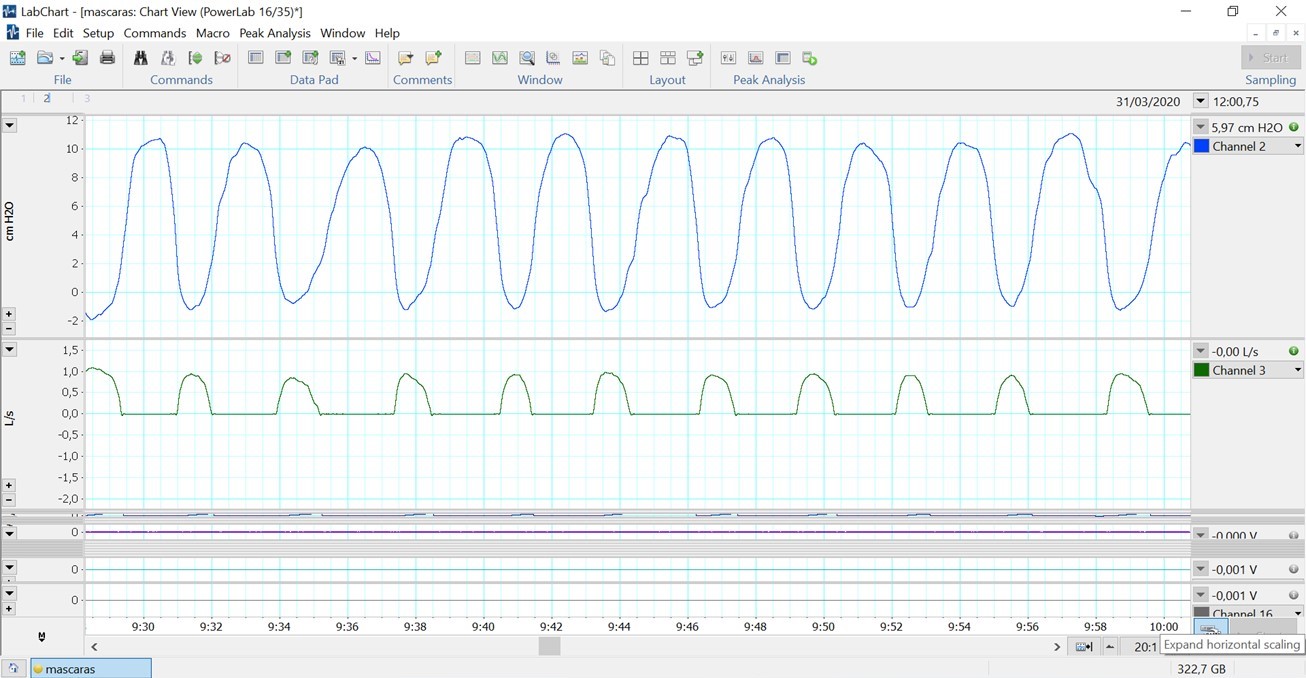 LabChart - [mascaras: Chart View (PowerLab 16/35)*]
File Edit Setup Commands Macro Peak Analysis Window Help
File Commands Data Pad Comments Window Layout Peak Analysis
Start
Sampling
1 2 3
31/03/2020 12:00,75
12
10
8
6
4
2
0
-2
cm H2O
5,97 cm H2O
Channel 2
1,5
1,0
0,5
0,0
-0,5
-1,0
-1,5
-2,0
L/s
-0,00 L/s
Channel 3
0
-0,000 V
0
-0,001 V
0
-0,001 V
Channel 16
9:30 9:32 9:34 9:36 9:38 9:40 9:42 9:44 9:46 9:48 9:50 9:52 9:54 9:56 9:58 10:00
20:1
Expand horizontal scaling
mascaras
322,7 GB